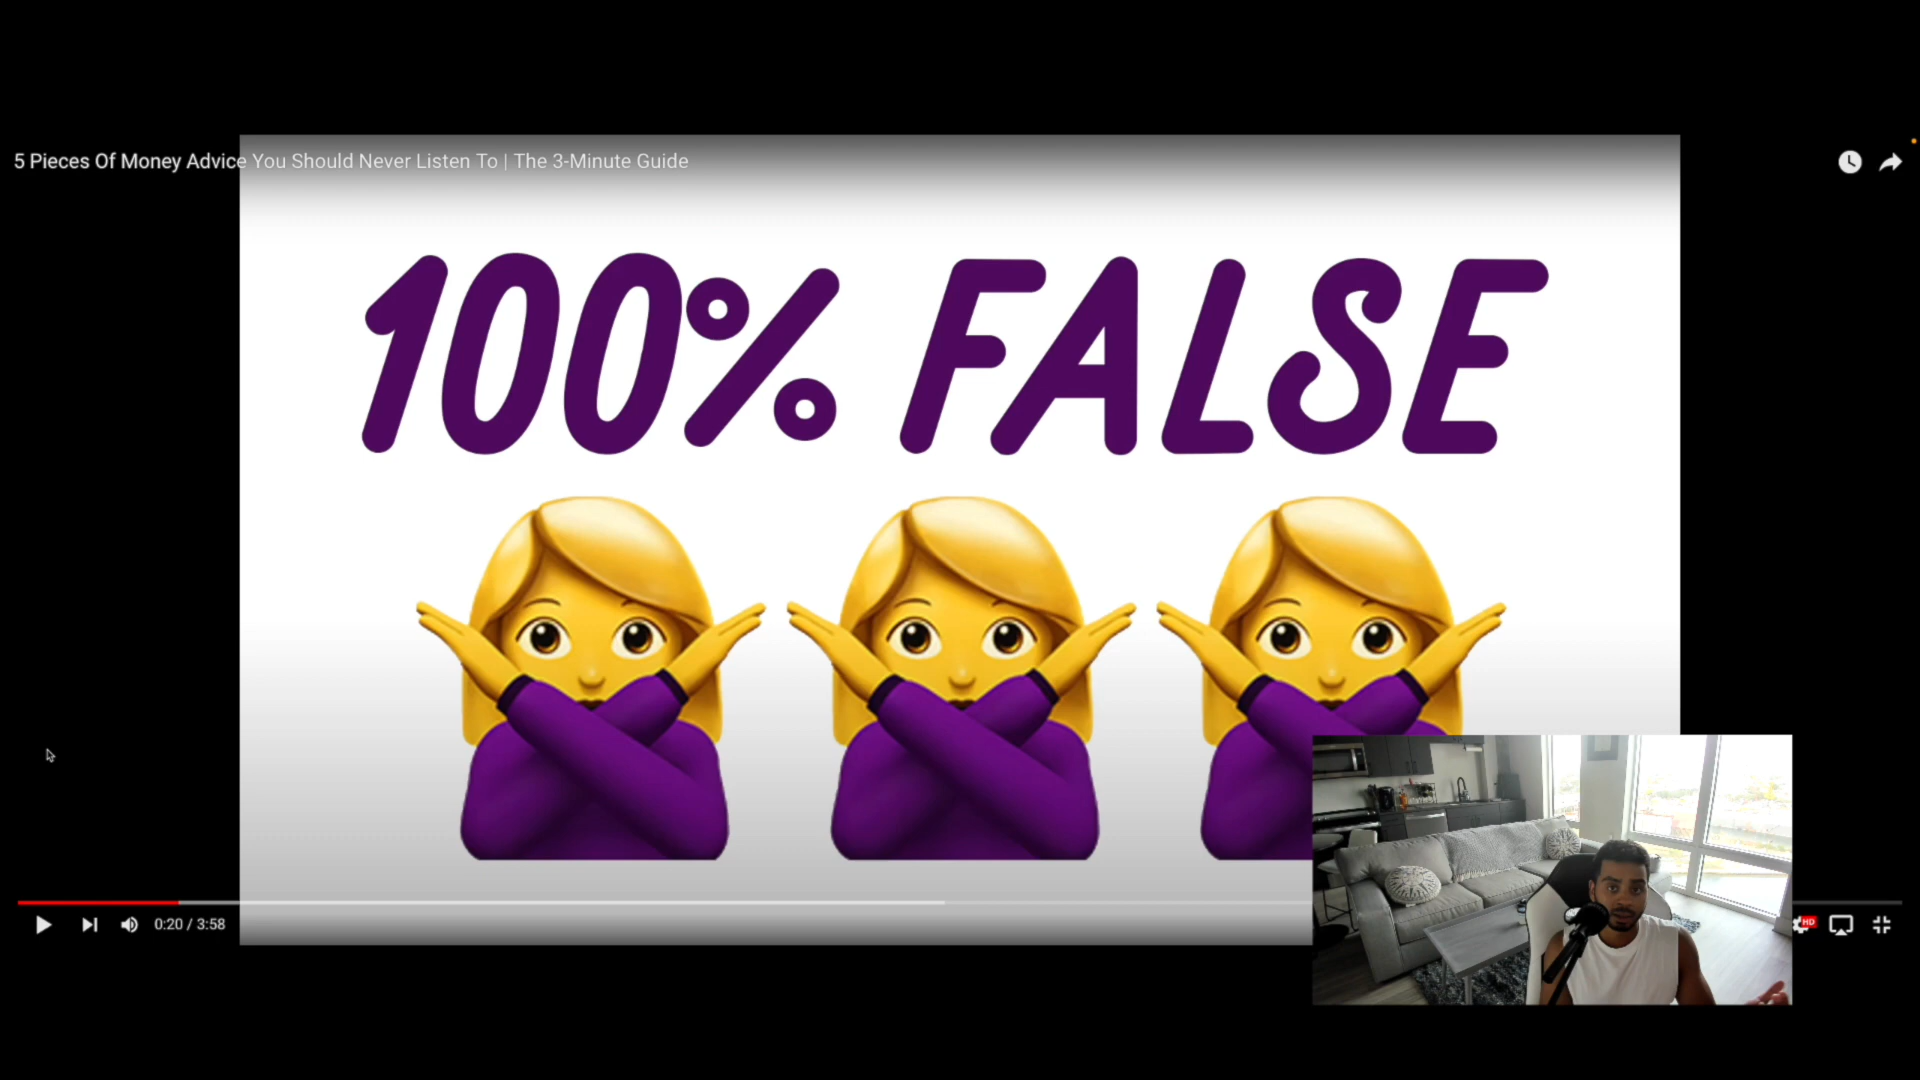 5 Pieces Of Money Advice You Should Never Listen To | The 3-Minute Guide
100% FALSE
0:20 / 3:58
HD